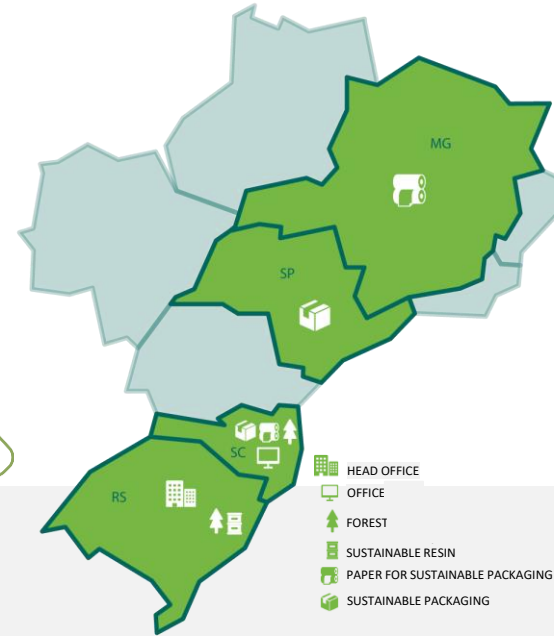 MG
SP
SC
RS
HEAD OFFICE
OFFICE
FOREST
SUSTAINABLE RESIN
PAPER FOR SUSTAINABLE PACKAGING
SUSTAINABLE PACKAGING